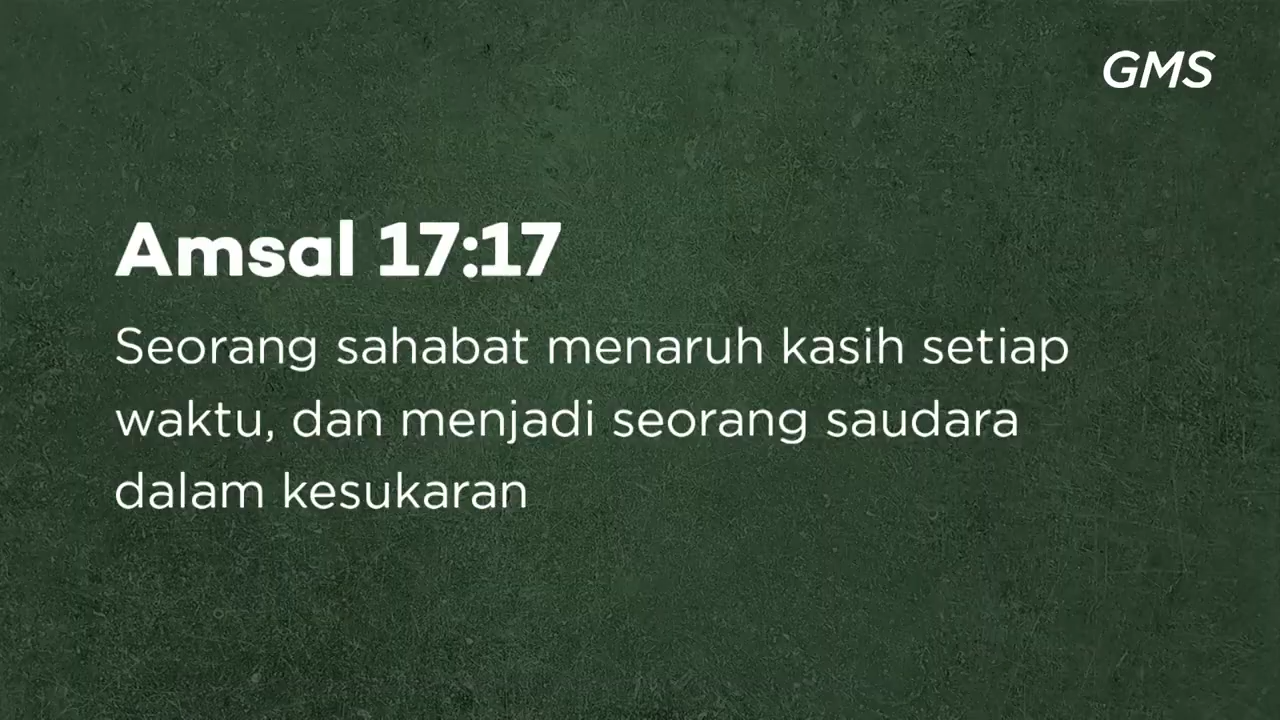 GMS
Amsal 17:17
Seorang sahabat menaruh kasih setiap
waktu, dan menjadi seorang saudara
dalam kesukaran